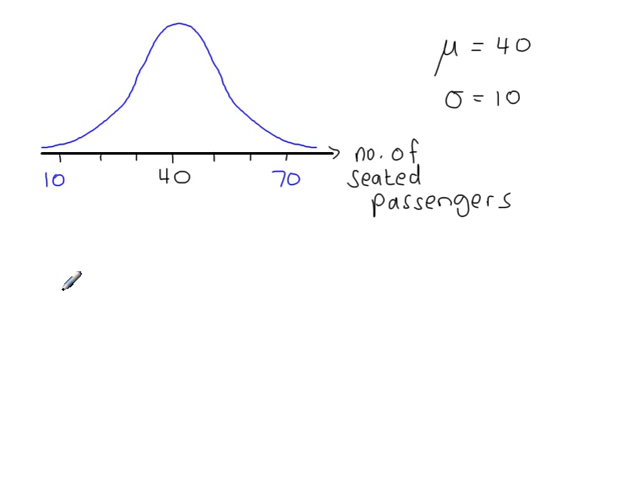 μ = 40
σ = 10
10 40 70
no. of
seated
passengers